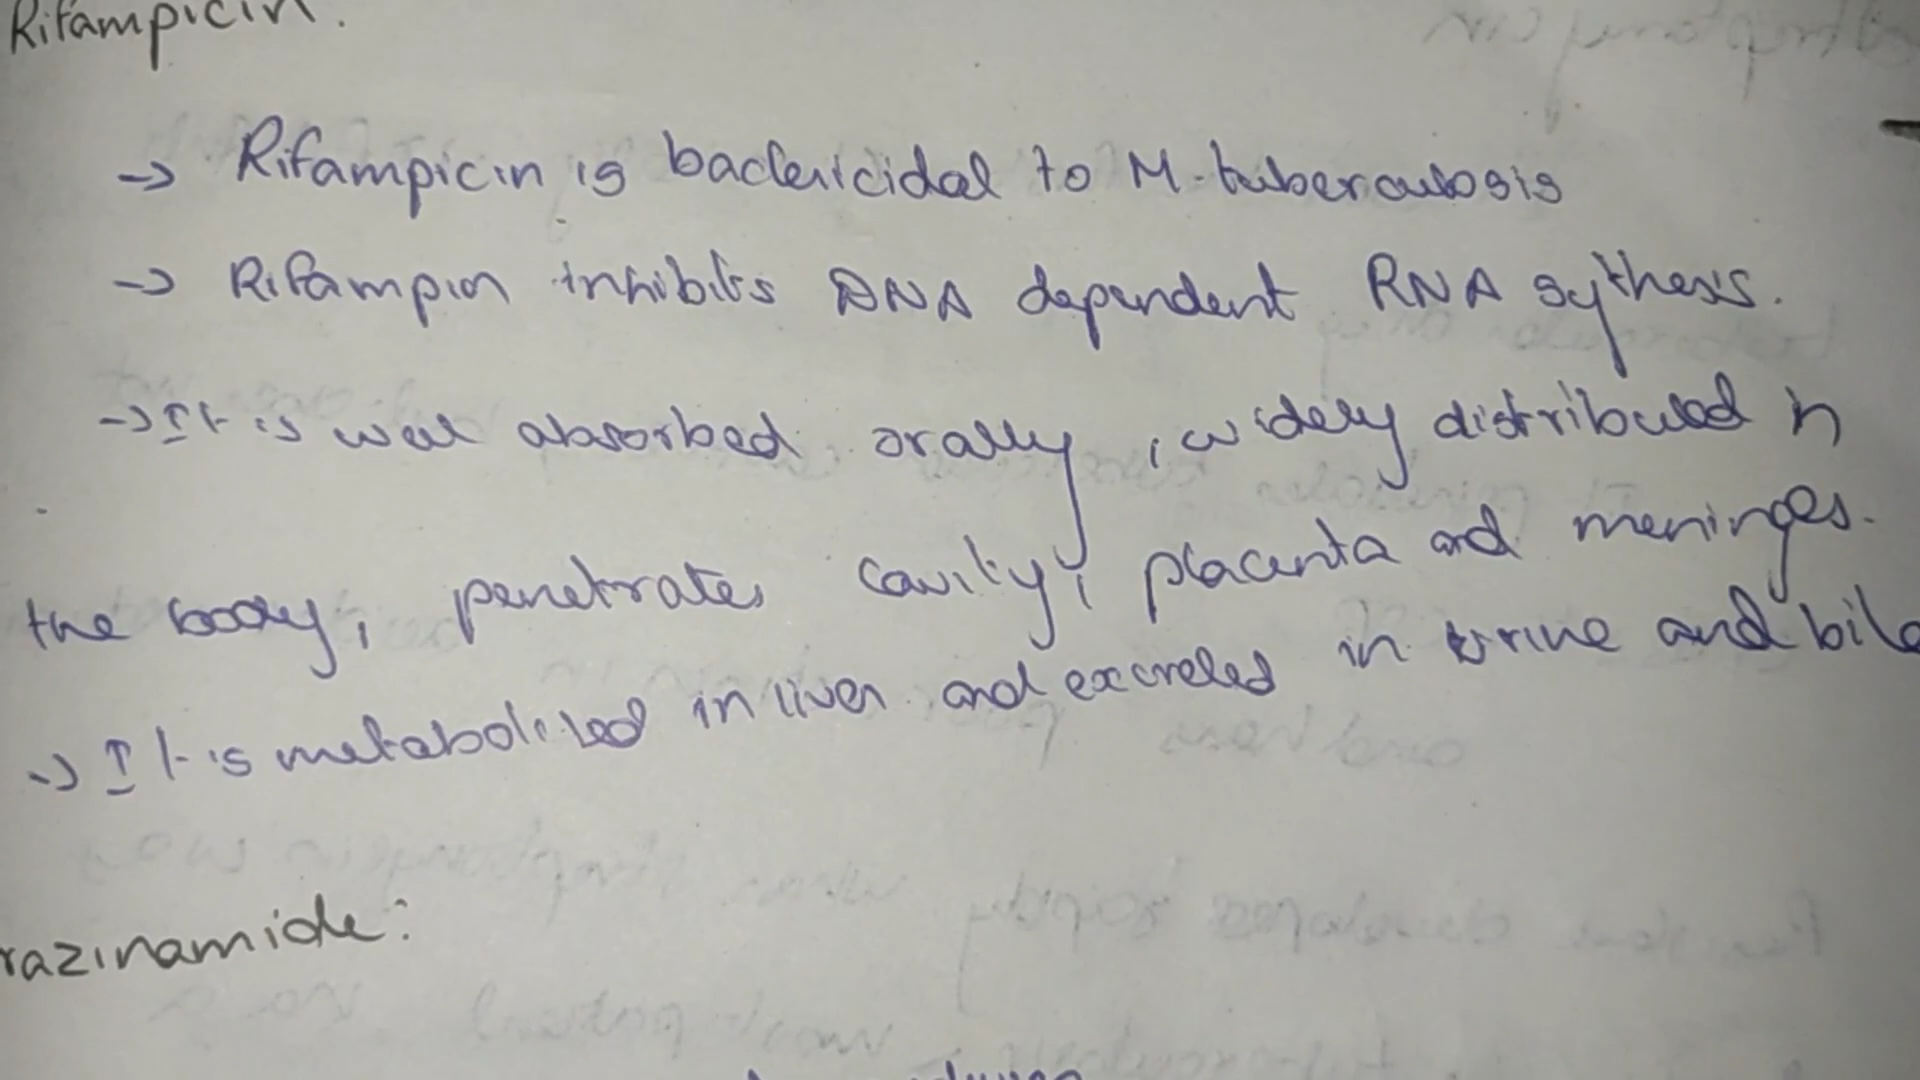 Rifampicin.
→ Rifampicin is bactericidal to M. tuberculosis
→ Rifampin inhibits DNA dependent RNA sythesis.
→ It is well absorbed orally, widely distributed in
the body, penetrates cavity, placenta and meninges.
→ It is metabolized in liver and excreted in urine and bile
razinamide: